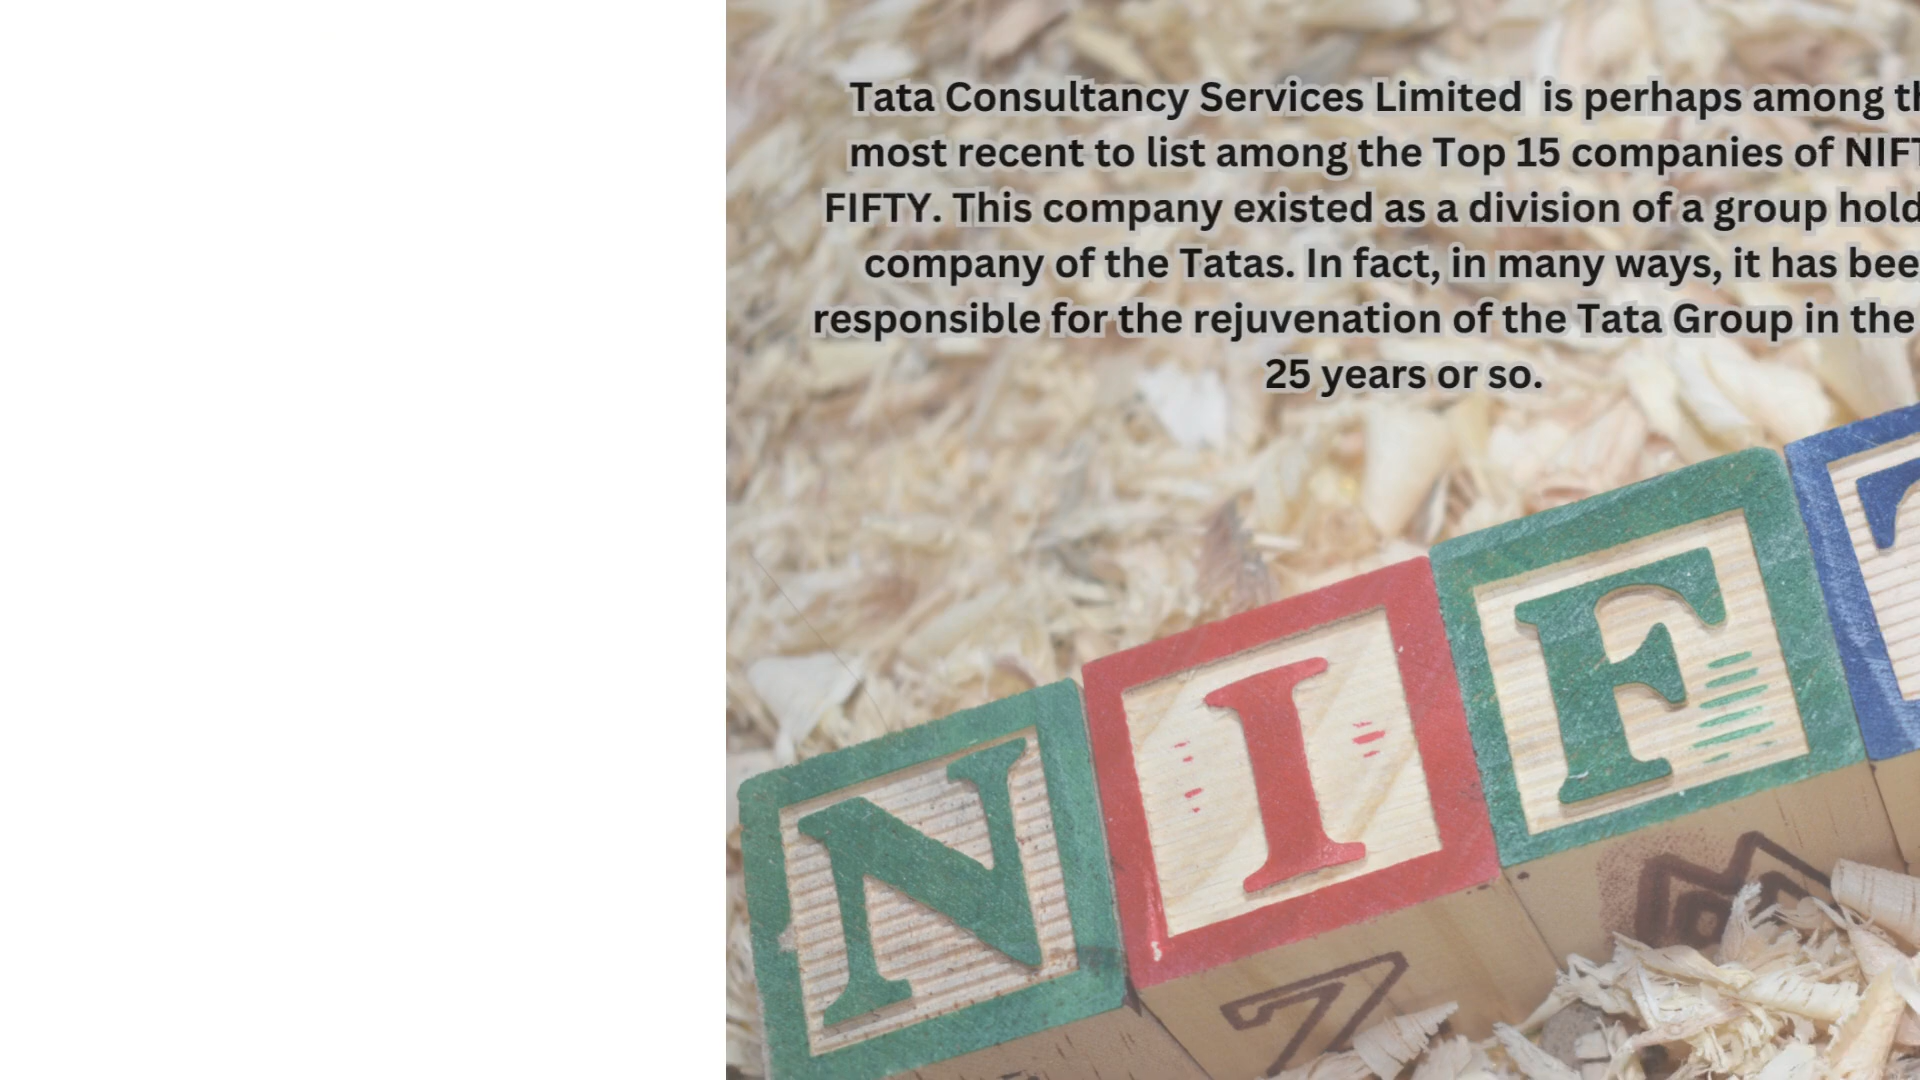 Tata Consultancy Services Limited is perhaps among th
most recent to list among the Top 15 companies of NIFT
FIFTY. This company existed as a division of a group hold
company of the Tatas. In fact, in many ways, it has bee
responsible for the rejuvenation of the Tata Group in the
25 years or so.
N I F T
Z